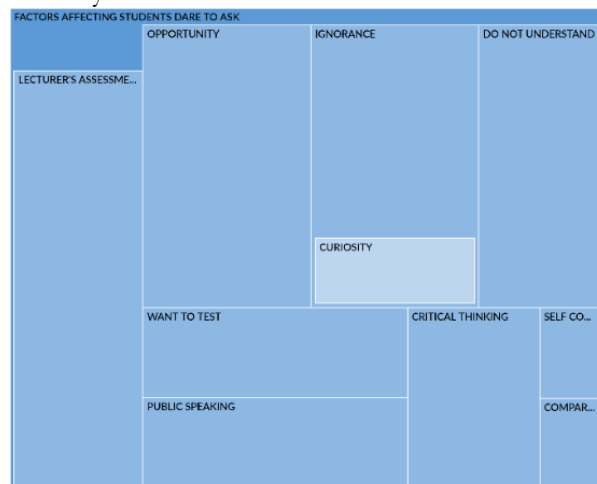 FACTORS AFFECTING STUDENTS DARE TO ASK
OPPORTUNITY
IGNORANCE
DO NOT UNDERSTAND
LECTURER'S ASSESSME...
CURIOSITY
WANT TO TEST
CRITICAL THINKING
SELF CO...
PUBLIC SPEAKING
COMPAR...